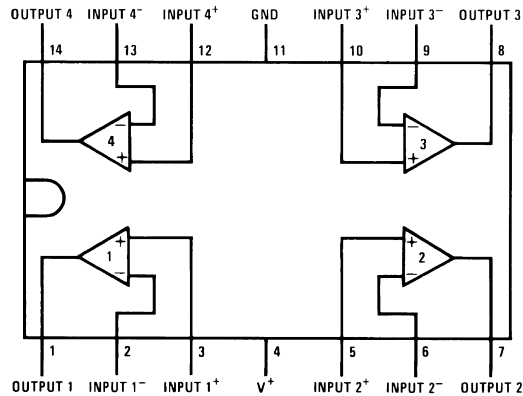 OUTPUT 4 INPUT 4⁻ INPUT 4⁺ GND INPUT 3⁺ INPUT 3⁻ OUTPUT 3
14 13 12 11 10 9 8
− −
4 3
+ +
+ +
1 2
− −
1 2 3 4 5 6 7
OUTPUT 1 INPUT 1⁻ INPUT 1⁺ V⁺ INPUT 2⁺ INPUT 2⁻ OUTPUT 2